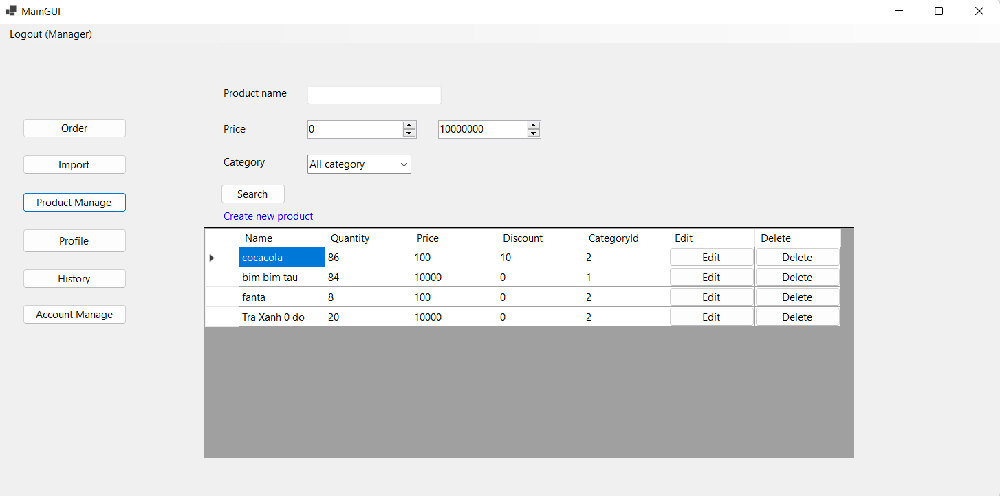 MainGUI
Logout (Manager)
Product name
Price 0 10000000
Category All category
Search
Create new product
Order
Import
Product Manage
Profile
History
Account Manage
Name Quantity Price Discount CategoryId Edit Delete
cocacola 86 100 10 2 Edit Delete
bim bim tau 84 10000 0 1 Edit Delete
fanta 8 100 0 2 Edit Delete
Tra Xanh 0 do 20 10000 0 2 Edit Delete